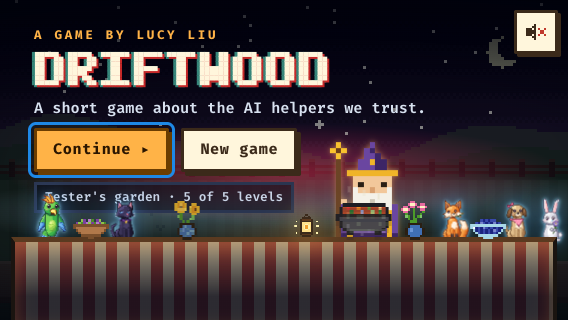 A GAME BY LUCY LIU
DRIFTWOOD
A short game about the AI helpers we trust.
Continue ▸
New game
Tester's garden · 5 of 5 levels